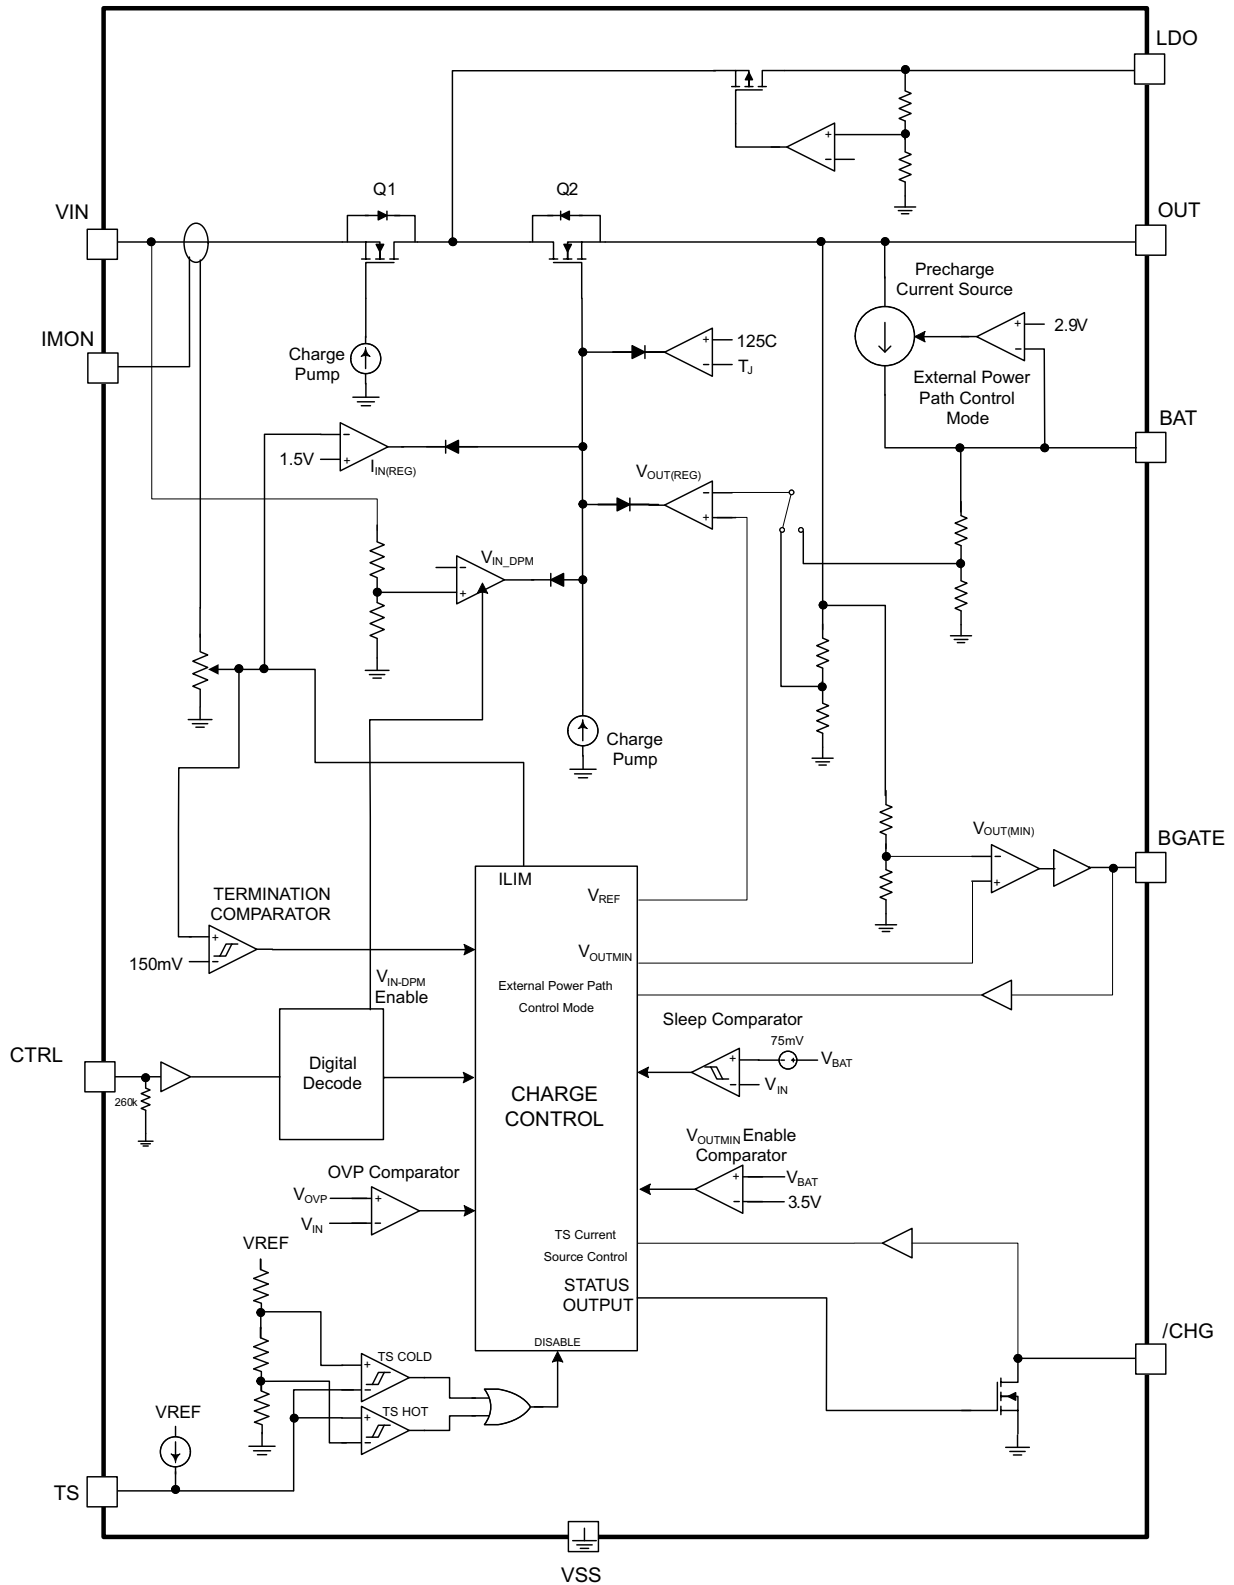 LDO
Q1
Q2
VIN
OUT
Precharge
Current Source
+
−
IMON
Charge
Pump
+
125C
−
TJ
+
2.9V
−
External Power
Path Control
Mode
BAT
−
1.5V
+
IIN(REG)
VOUT(REG)
−
+
VIN_DPM
−
+
Charge
Pump
VOUT(MIN)
−
+
BGATE
ILIM
VREF
TERMINATION
COMPARATOR
+
150mV
−
VOUTMIN
VIN-DPM
Enable
External Power Path
Control Mode
Sleep Comparator
75mV
+
VBAT
−
VIN
CTRL
260k
Digital
Decode
CHARGE
CONTROL
VOUTMIN Enable
Comparator
+
VBAT
−
3.5V
OVP Comparator
VOVP
+
VIN
−
TS Current
Source Control
VREF
STATUS
OUTPUT
DISABLE
/CHG
TS COLD
+
−
TS HOT
+
−
VREF
TS
VSS